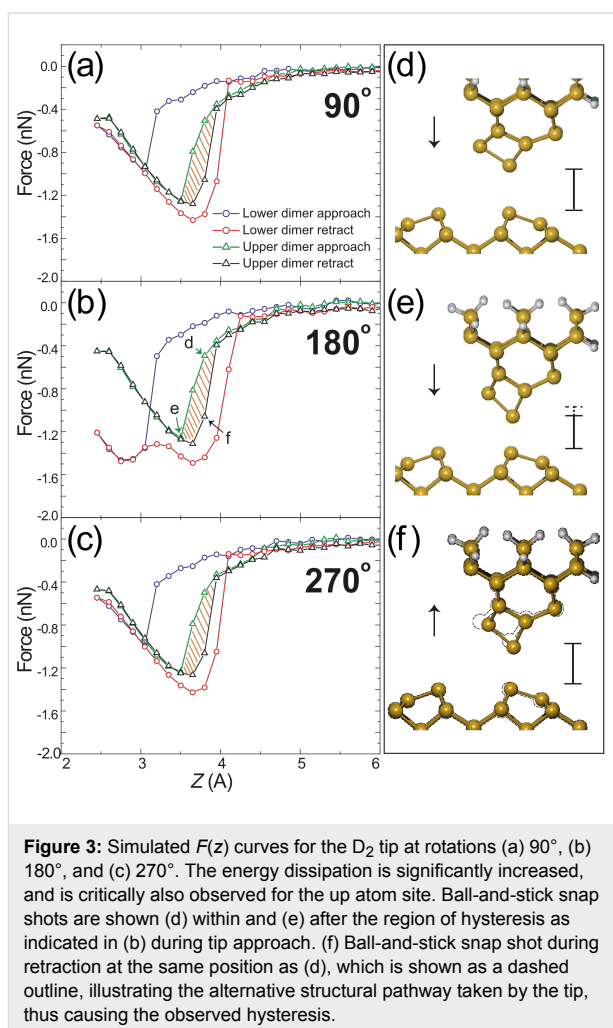 (a)
90°
Force (nN)
0.0
-0.4
-0.8
-1.2
-1.6
-2.0
Lower dimer approach
Lower dimer retract
Upper dimer approach
Upper dimer retract
(b)
180°
Force (nN)
0.0
-0.4
-0.8
-1.2
-1.6
-2.0
d
e
f
(c)
270°
Force (nN)
0.0
-0.4
-0.8
-1.2
-1.6
-2.0
2 3 4 5 6
Z (A)
(d)
(e)
(f)
Figure 3: Simulated F(z) curves for the D2 tip at rotations (a) 90°, (b)
180°, and (c) 270°. The energy dissipation is significantly increased,
and is critically also observed for the up atom site. Ball-and-stick snap
shots are shown (d) within and (e) after the region of hysteresis as
indicated in (b) during tip approach. (f) Ball-and-stick snap shot during
retraction at the same position as (d), which is shown as a dashed
outline, illustrating the alternative structural pathway taken by the tip,
thus causing the observed hysteresis.